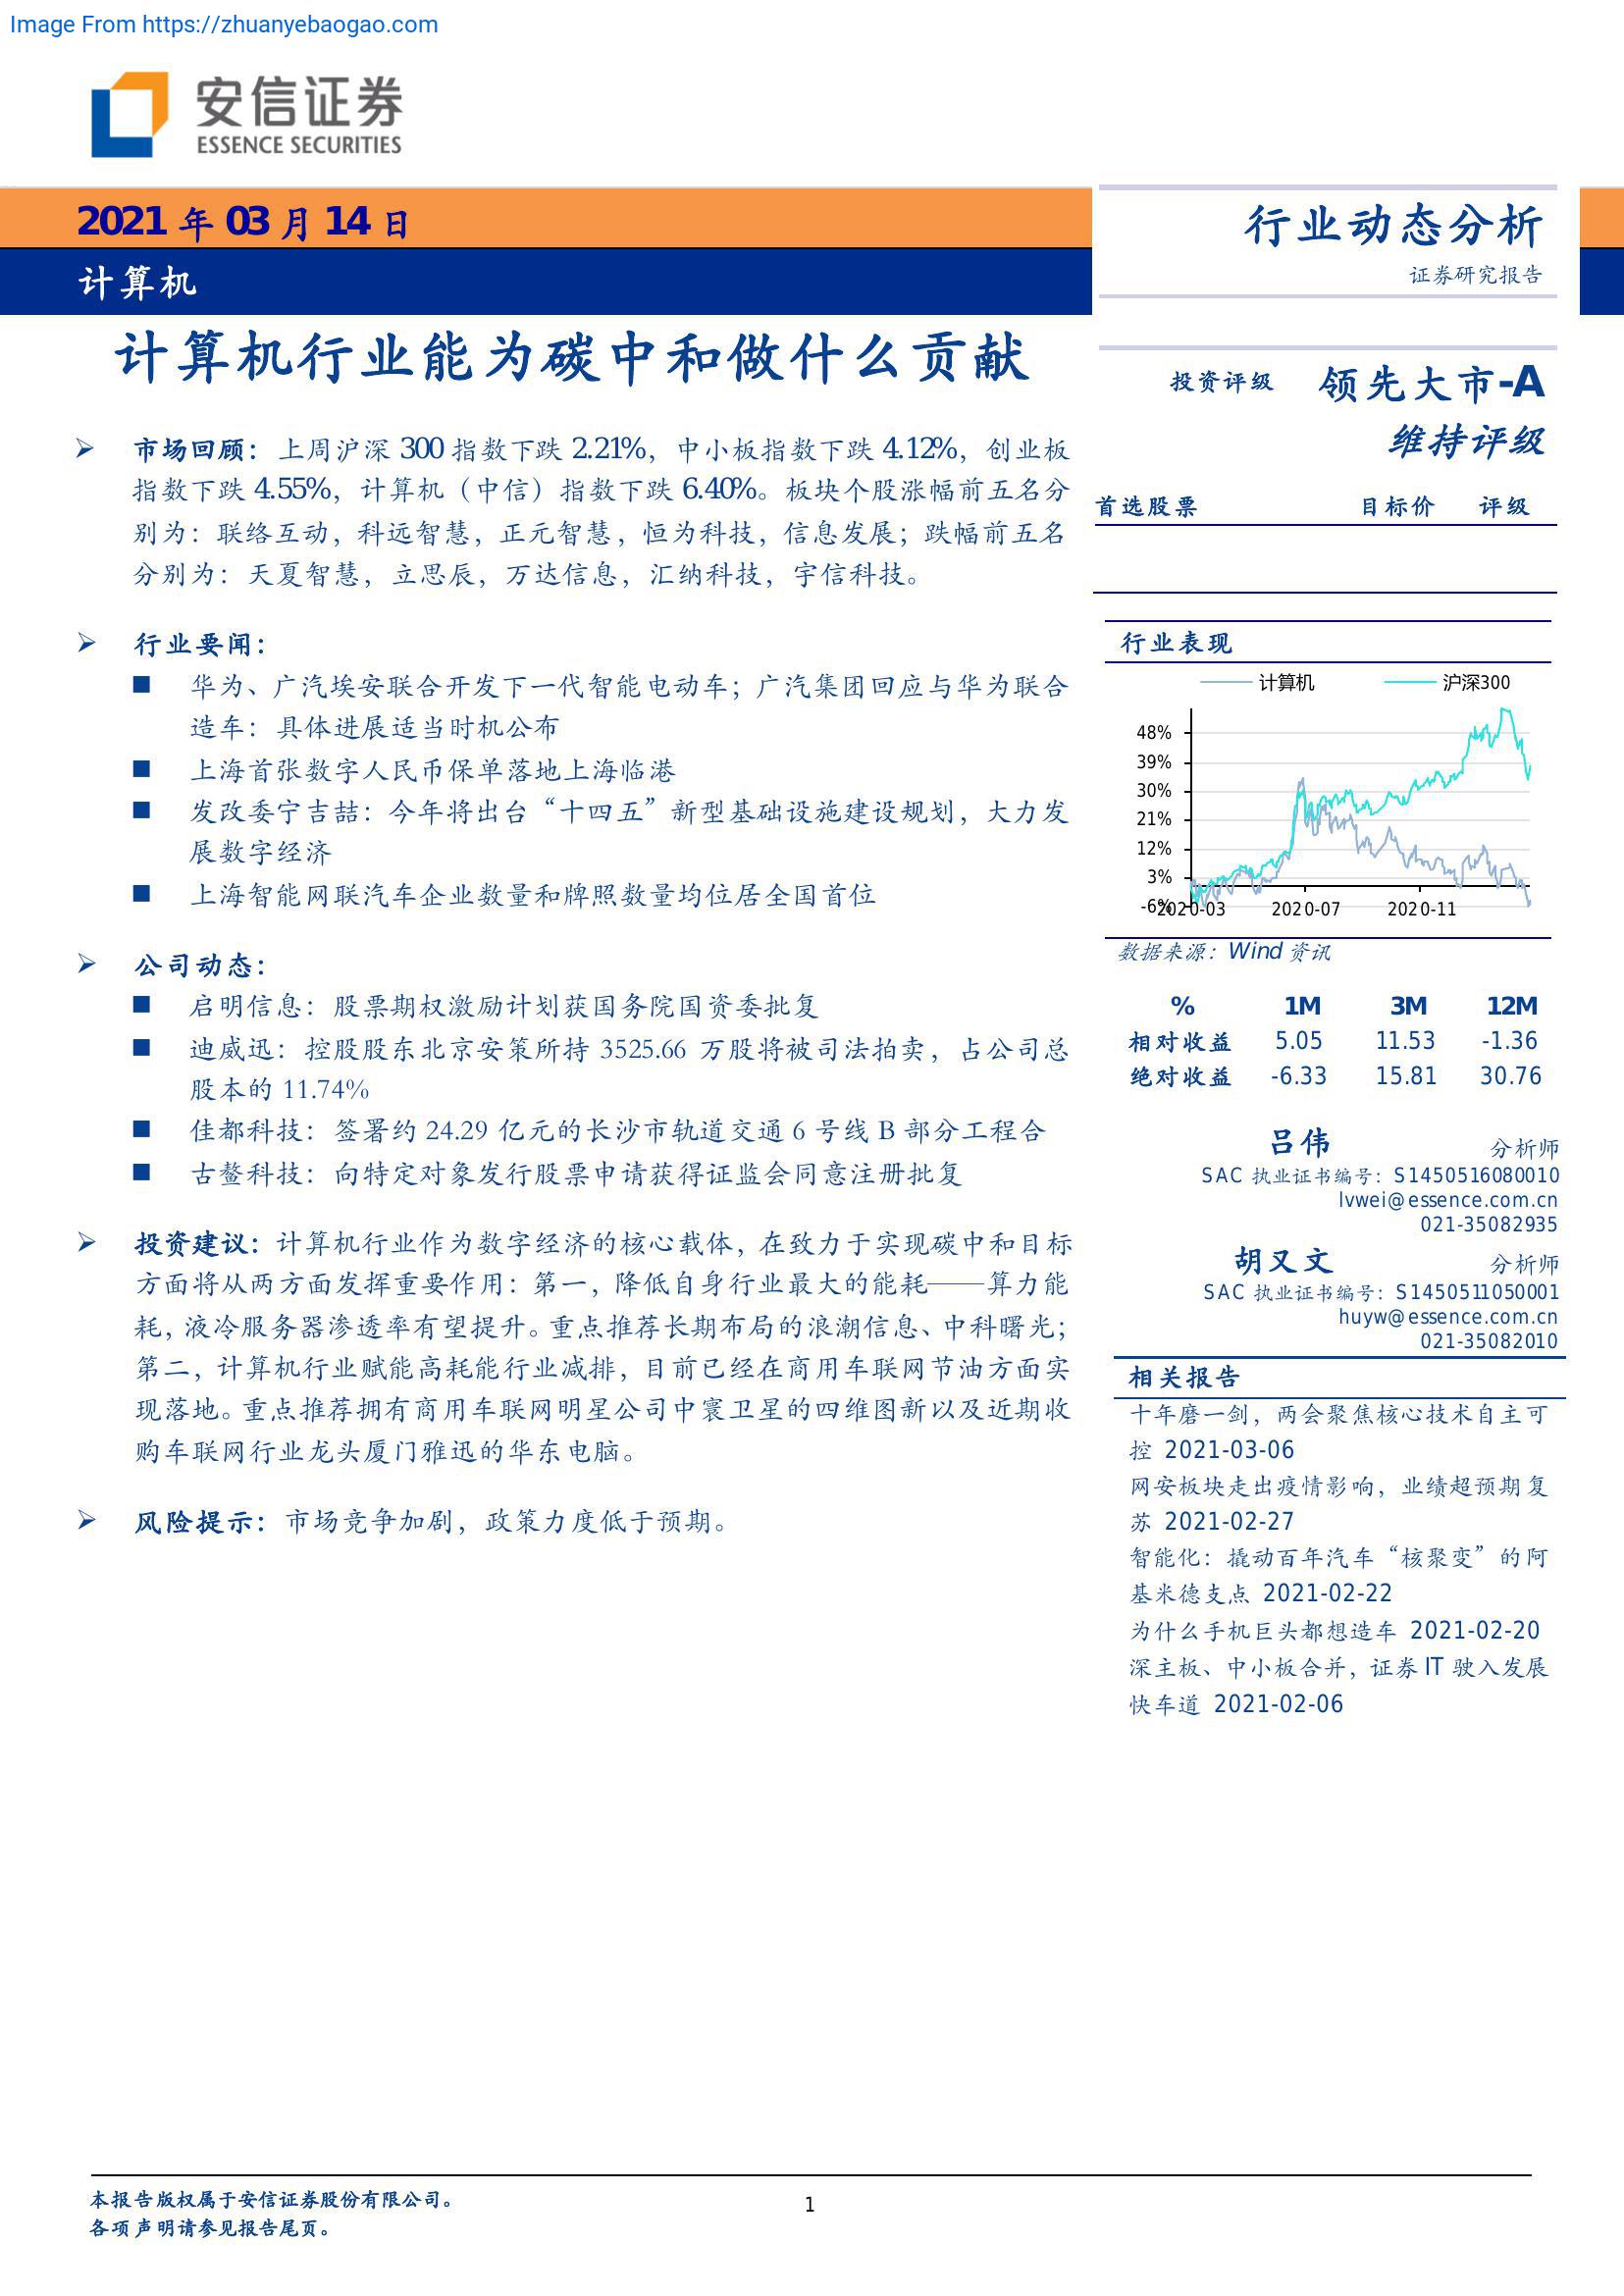 Image From https://zhuanyebaogao.com
安信证券
ESSENCE SECURITIES
2021 年 03 月 14 日
计算机
行业动态分析
证券研究报告
计算机行业能为碳中和做什么贡献
市场回顾：上周沪深 300 指数下跌 2.21%，中小板指数下跌 4.12%，创业板
指数下跌 4.55%，计算机（中信）指数下跌 6.40%。板块个股涨幅前五名分
别为：联络互动，科远智慧，正元智慧，恒为科技，信息发展；跌幅前五名
分别为：天夏智慧，立思辰，万达信息，汇纳科技，宇信科技。
行业要闻：
华为、广汽埃安联合开发下一代智能电动车；广汽集团回应与华为联合
造车：具体进展适当时机公布
上海首张数字人民币保单落地上海临港
发改委宁吉喆：今年将出台“十四五”新型基础设施建设规划，大力发
展数字经济
上海智能网联汽车企业数量和牌照数量均位居全国首位
公司动态：
启明信息：股票期权激励计划获国务院国资委批复
迪威迅：控股股东北京安策所持 3525.66 万股将被司法拍卖，占公司总
股本的 11.74%
佳都科技：签署约 24.29 亿元的长沙市轨道交通 6 号线 B 部分工程合
古鳌科技：向特定对象发行股票申请获得证监会同意注册批复
投资建议：计算机行业作为数字经济的核心载体，在致力于实现碳中和目标
方面将从两方面发挥重要作用：第一，降低自身行业最大的能耗——算力能
耗，液冷服务器渗透率有望提升。重点推荐长期布局的浪潮信息、中科曙光；
第二，计算机行业赋能高耗能行业减排，目前已经在商用车联网节油方面实
现落地。重点推荐拥有商用车联网明星公司中寰卫星的四维图新以及近期收
购车联网行业龙头厦门雅迅的华东电脑。
风险提示：市场竞争加剧，政策力度低于预期。
投资评级 领先大市-A
维持评级
首选股票 目标价 评级
行业表现
计算机 沪深300
48%
39%
30%
21%
12%
3%
-6%
2020-03 2020-07 2020-11
数据来源：Wind 资讯
% 1M 3M 12M
相对收益 5.05 11.53 -1.36
绝对收益 -6.33 15.81 30.76
吕伟 分析师
SAC 执业证书编号：S1450516080010
lvwei@essence.com.cn
021-35082935
胡又文 分析师
SAC 执业证书编号：S1450511050001
huyw@essence.com.cn
021-35082010
相关报告
十年磨一剑，两会聚焦核心技术自主可
控 2021-03-06
网安板块走出疫情影响，业绩超预期复
苏 2021-02-27
智能化：撬动百年汽车“核聚变”的阿
基米德支点 2021-02-22
为什么手机巨头都想造车 2021-02-20
深主板、中小板合并，证券 IT 驶入发展
快车道 2021-02-06
本报告版权属于安信证券股份有限公司。
各项声明请参见报告尾页。
1